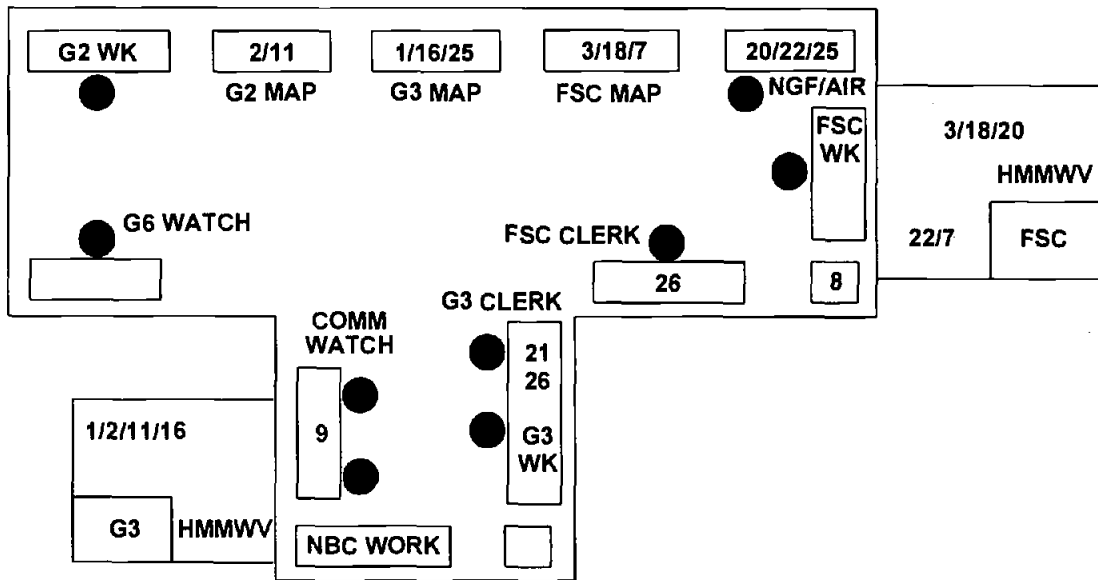 G2 WK
2/11
1/16/25
3/18/7
20/22/25
G2 MAP
G3 MAP
FSC MAP
NGF/AIR
FSC
WK
3/18/20
HMMWV
22/7
FSC
G6 WATCH
FSC CLERK
26
8
G3 CLERK
COMM
WATCH
21
26
G3
WK
9
1/2/11/16
G3
HMMWV
NBC WORK